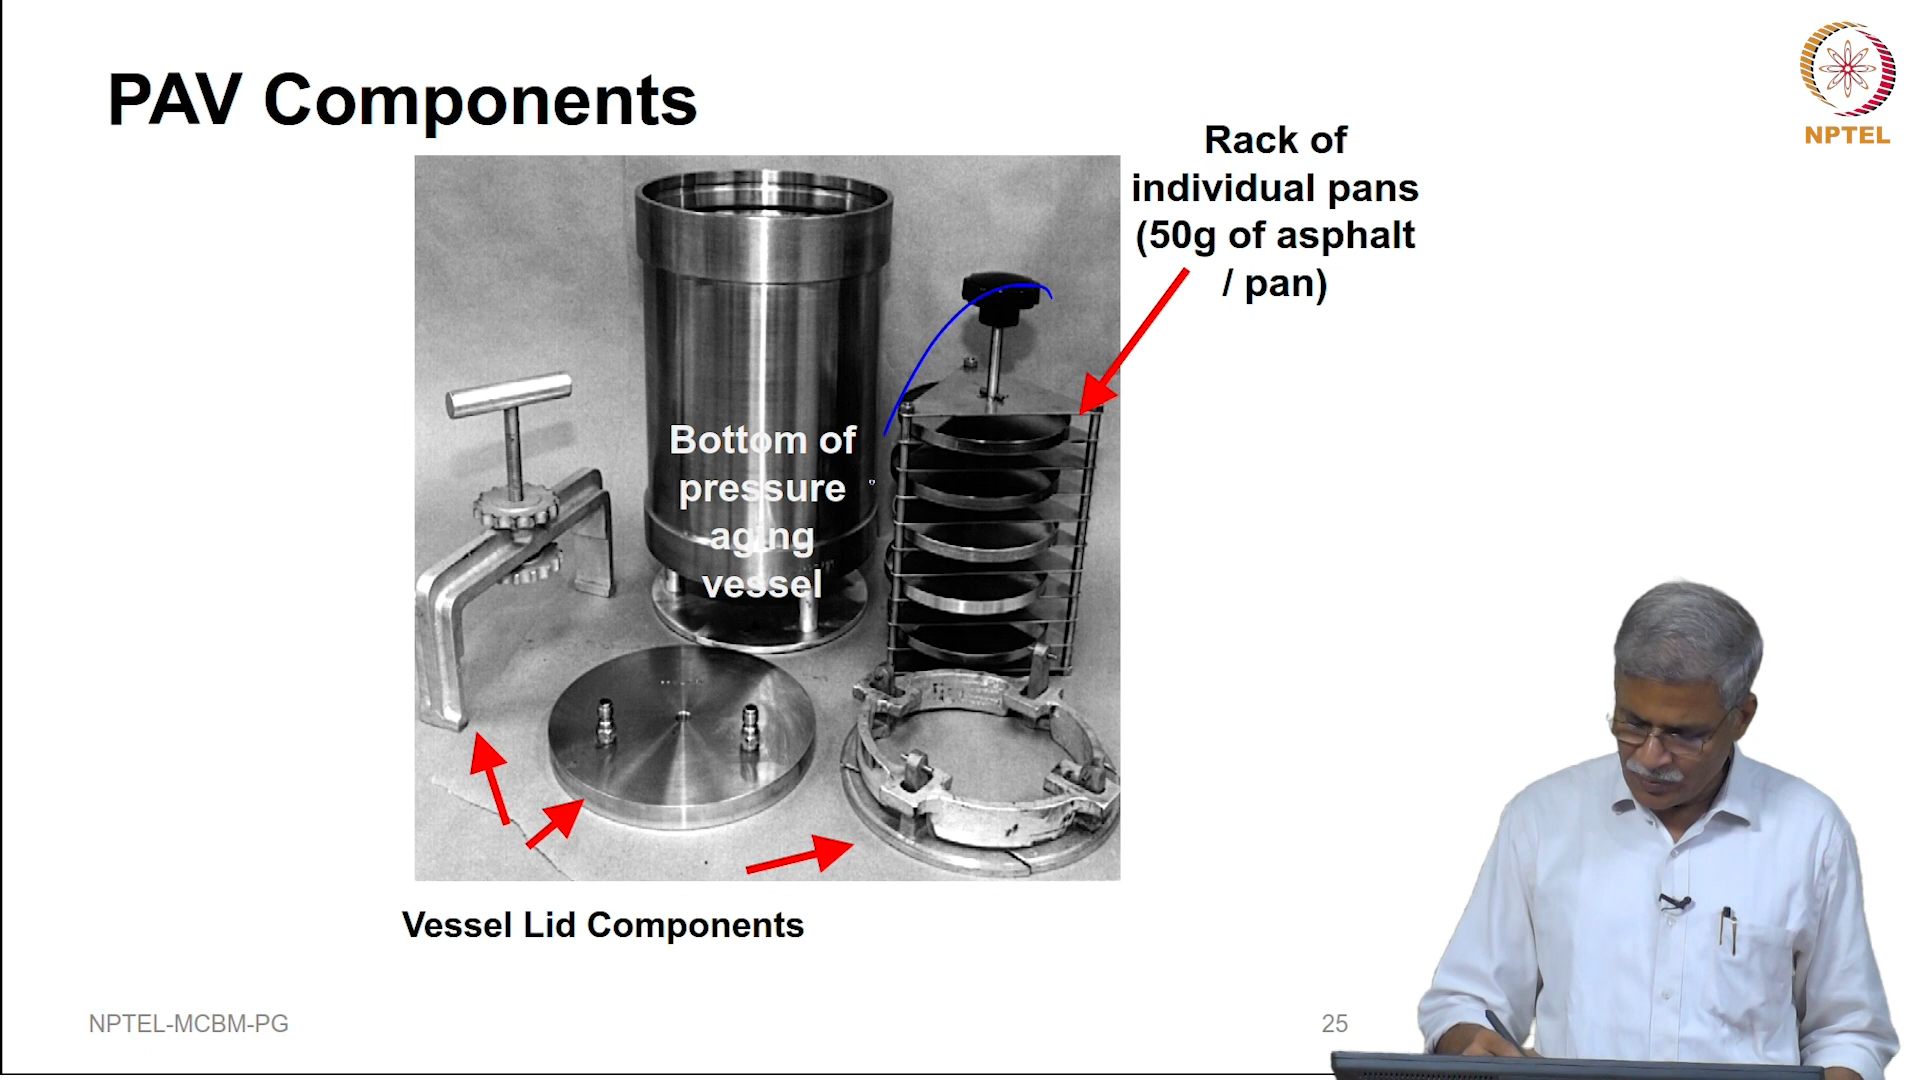 PAV Components
NPTEL
Rack of
individual pans
(50g of asphalt
/ pan)
Bottom of
pressure
aging
vessel
Vessel Lid Components
NPTEL-MCBM-PG
25